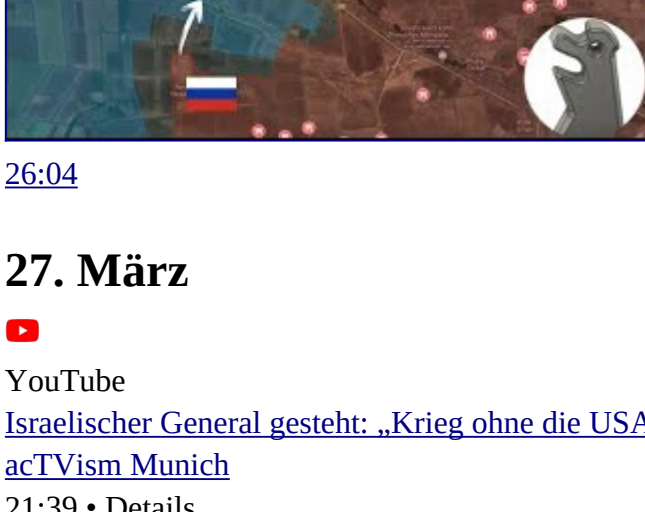 26:04
27. März
YouTube
Israelischer General gesteht: „Krieg ohne die USA
acTVism Munich
21:39 • Details